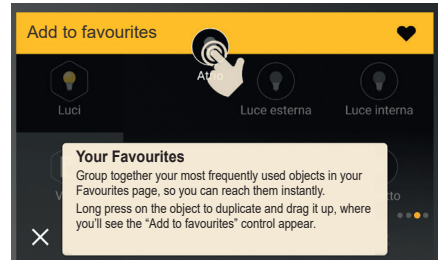 Add to favourites
Atrio
Luci
Luce esterna
Luce interna
Your Favourites
Group together your most frequently used objects in your
Favourites page, so you can reach them instantly.
Long press on the object to duplicate and drag it up, where
you'll see the “Add to favourites” control appear.